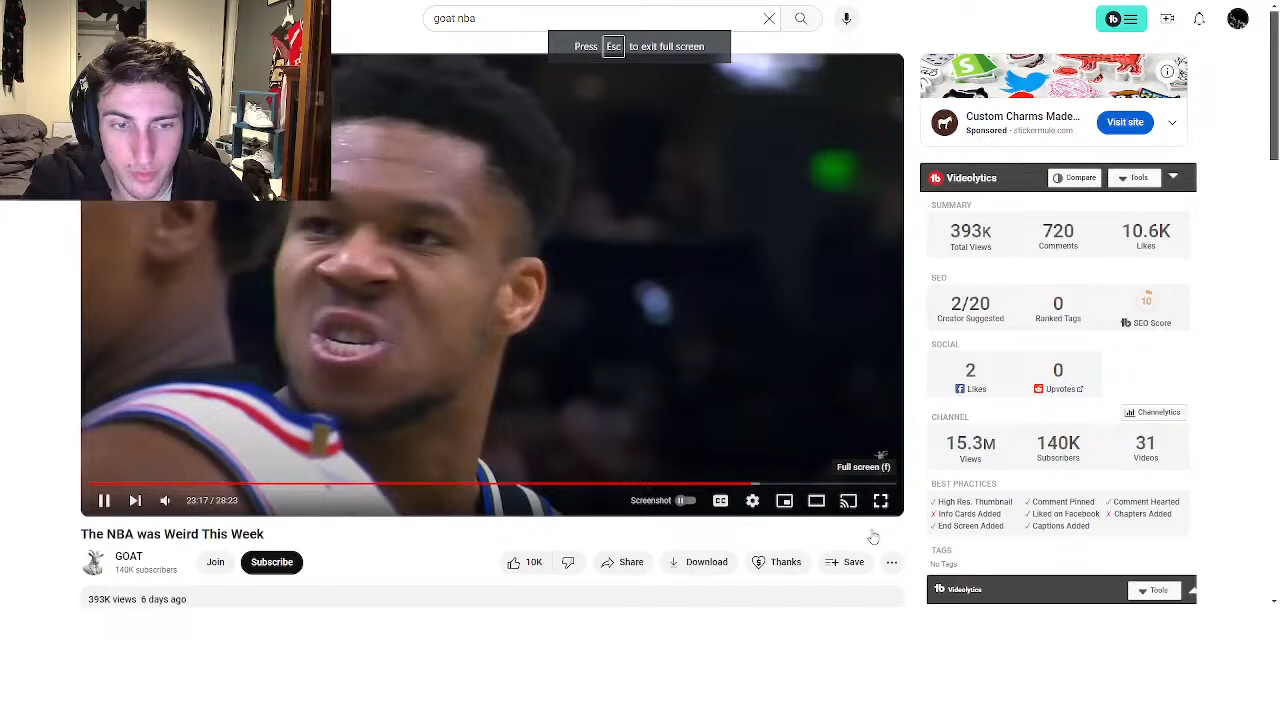 goat nba
Press Esc to exit full screen
Custom Charms Made...
Sponsored · stickermule.com
Visit site
Videolytics
Compare
Tools
SUMMARY
393K
Total Views
720
Comments
10.6K
Likes
SEO
2/20
Creator Suggested
0
Ranked Tags
10
SEO Score
SOCIAL
2
Likes
0
Upvotes
Channelytics
CHANNEL
15.3M
Views
140K
Subscribers
31
Videos
BEST PRACTICES
✓ High Res. Thumbnail
✓ Comment Pinned
✓ Comment Hearted
✗ Info Cards Added
✓ Liked on Facebook
✗ Chapters Added
✓ End Screen Added
✓ Captions Added
TAGS
No Tags
Videolytics
Tools
Full screen (f)
23:17 / 28:23
Screenshot
CC
The NBA was Weird This Week
GOAT
140K subscribers
Join
Subscribe
10K
Share
Download
Thanks
Save
393K views 6 days ago